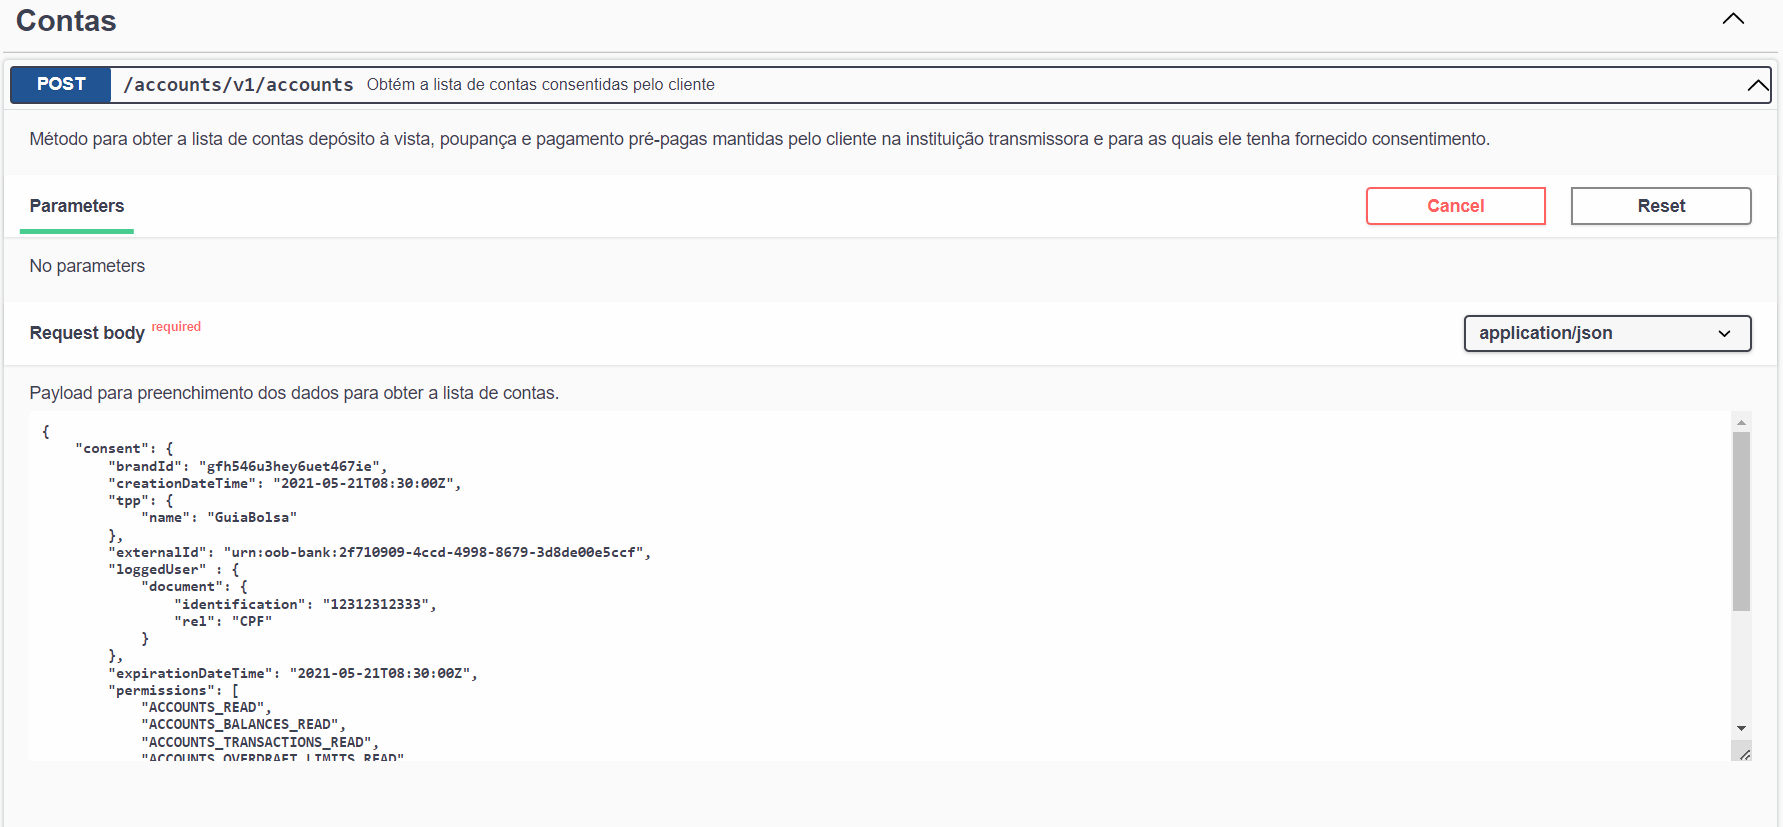 Contas
POST /accounts/v1/accounts Obtém a lista de contas consentidas pelo cliente
Método para obter a lista de contas depósito à vista, poupança e pagamento pré-pagas mantidas pelo cliente na instituição transmissora e para as quais ele tenha fornecido consentimento.
Parameters Cancel Reset
No parameters
Request body required application/json
Payload para preenchimento dos dados para obter a lista de contas.
{
    "consent": {
        "brandId": "gfh546u3hey6uet467ie",
        "creationDateTime": "2021-05-21T08:30:00Z",
        "tpp": {
            "name": "GuiaBolsa"
        },
        "externalId": "urn:oob-bank:2f710909-4ccd-4998-8679-3d8de00e5ccf",
        "loggedUser" : {
            "document": {
                "identification": "12312312333",
                "rel": "CPF"
            }
        },
        "expirationDateTime": "2021-05-21T08:30:00Z",
        "permissions": [
            "ACCOUNTS_READ",
            "ACCOUNTS_BALANCES_READ",
            "ACCOUNTS_TRANSACTIONS_READ",
            "ACCOUNTS_OVERDRAFT_LIMITS_READ"